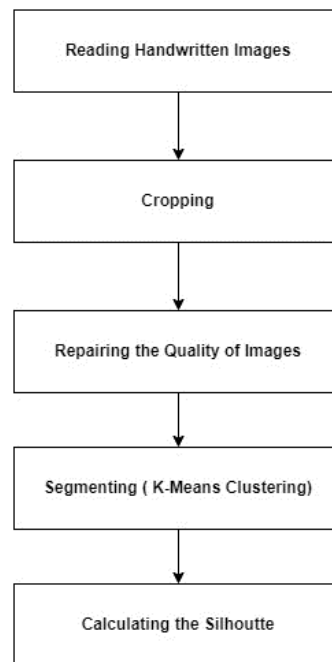 Reading Handwritten Images
Cropping
Repairing the Quality of Images
Segmenting ( K-Means Clustering)
Calculating the Silhoutte